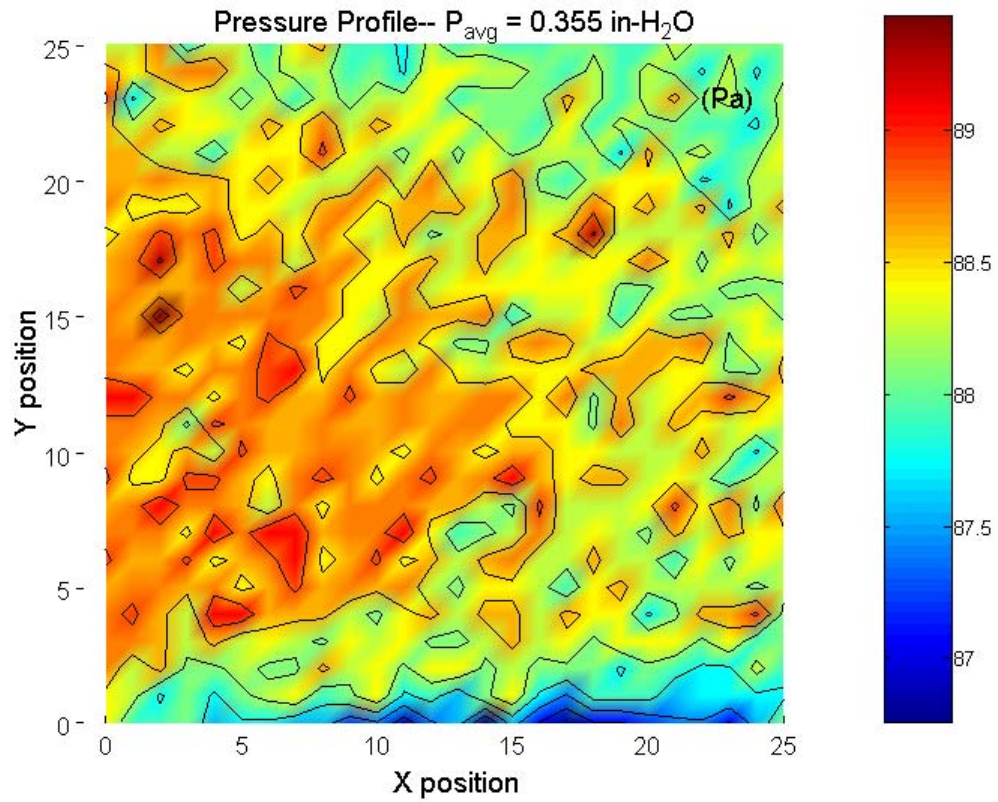 Pressure Profile-- Pavg = 0.355 in-H2O
(Pa)
25
20
15
10
5
0
Y position
0 5 10 15 20 25
X position
89
88.5
88
87.5
87